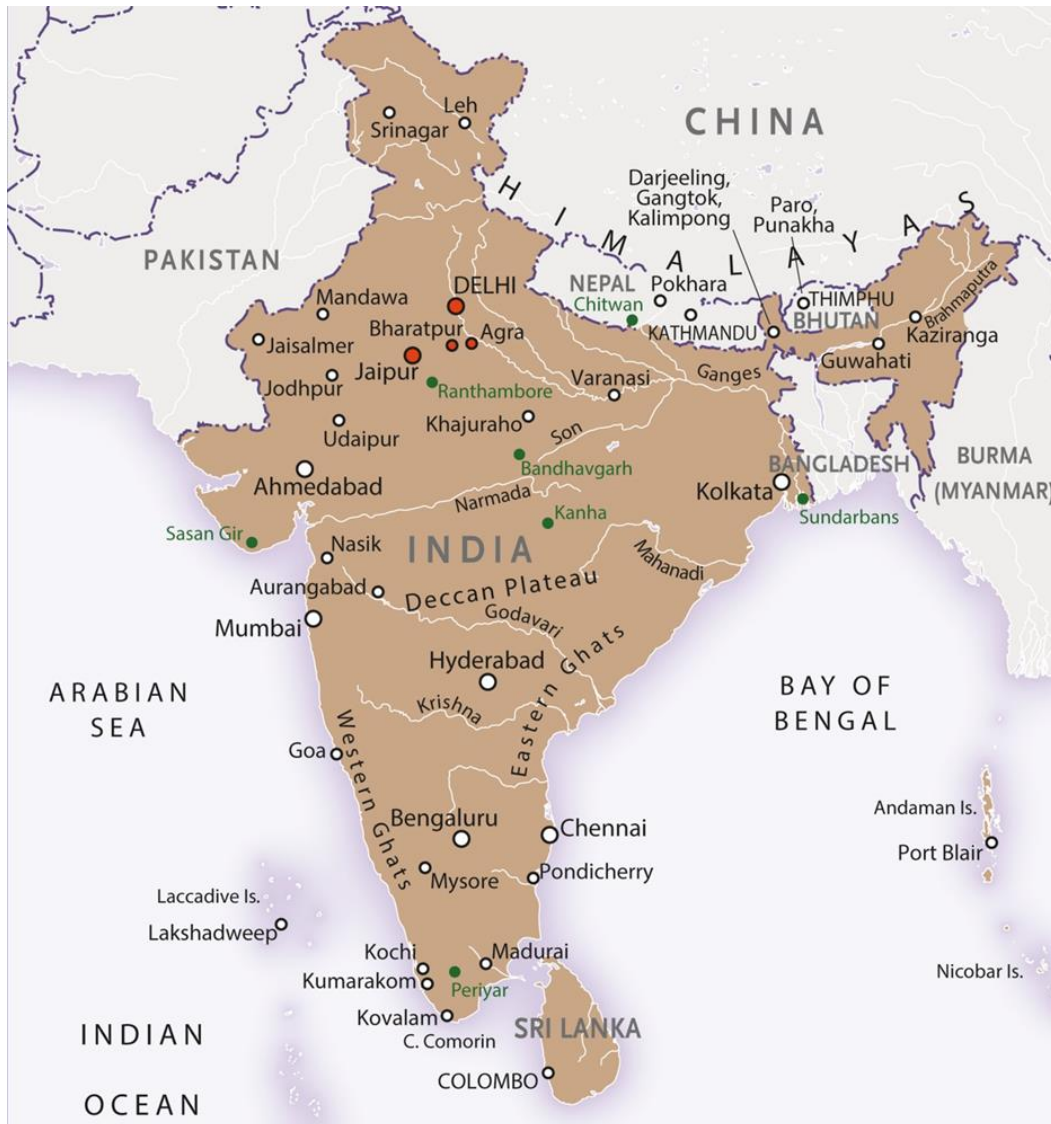 Leh
Srinagar
CHINA
HIMALAYAS
Darjeeling,
Gangtok,
Kalimpong
Paro,
Punakha
PAKISTAN
NEPAL
Pokhara
Chitwan
KATHMANDU
THIMPHU
BHUTAN
Brahmaputra
Kaziranga
Guwahati
DELHI
Mandawa
Bharatpur
Agra
Jaisalmer
Jaipur
Jodhpur
Ranthambore
Varanasi
Ganges
Udaipur
Khajuraho
Son
Bandhavgarh
BANGLADESH
BURMA
(MYANMAR)
Ahmedabad
Narmada
Kolkata
Sundarbans
Kanha
Sasan Gir
Nasik
INDIA
Mahanadi
Aurangabad
Deccan Plateau
Godavari
Mumbai
Hyderabad
Eastern Ghats
Krishna
ARABIAN
SEA
BAY OF
BENGAL
Goa
Western Ghats
Bengaluru
Chennai
Andaman Is.
Port Blair
Mysore
Pondicherry
Laccadive Is.
Lakshadweep
Kochi
Madurai
Kumarakom
Periyar
Nicobar Is.
Kovalam
C. Comorin
SRI LANKA
INDIAN
OCEAN
COLOMBO